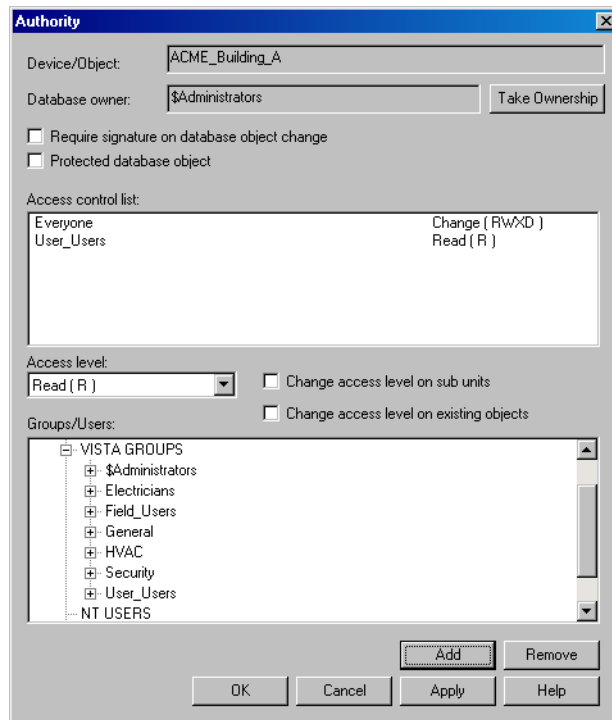 Authority
Device/Object: ACME_Building_A
Database owner: $Administrators Take Ownership
Require signature on database object change
Protected database object
Access control list:
Everyone Change ( RWXD )
User_Users Read ( R )
Access level:
Read ( R ) Change access level on sub units
Change access level on existing objects
Groups/Users:
VISTA GROUPS
$Administrators
Electricians
Field_Users
General
HVAC
Security
User_Users
NT USERS
Add Remove
OK Cancel Apply Help